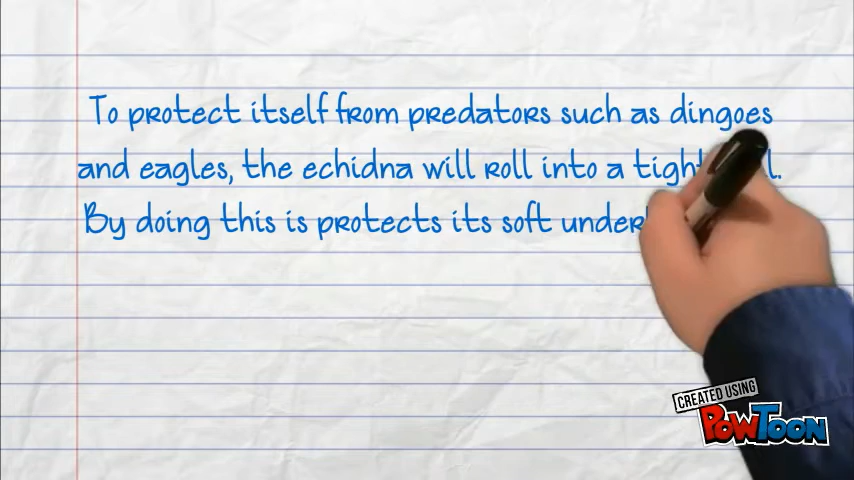 To protect itself from predators such as dingoes
and eagles, the echidna will roll into a
By doing this is protects its soft
CREATED USING
POWTOON